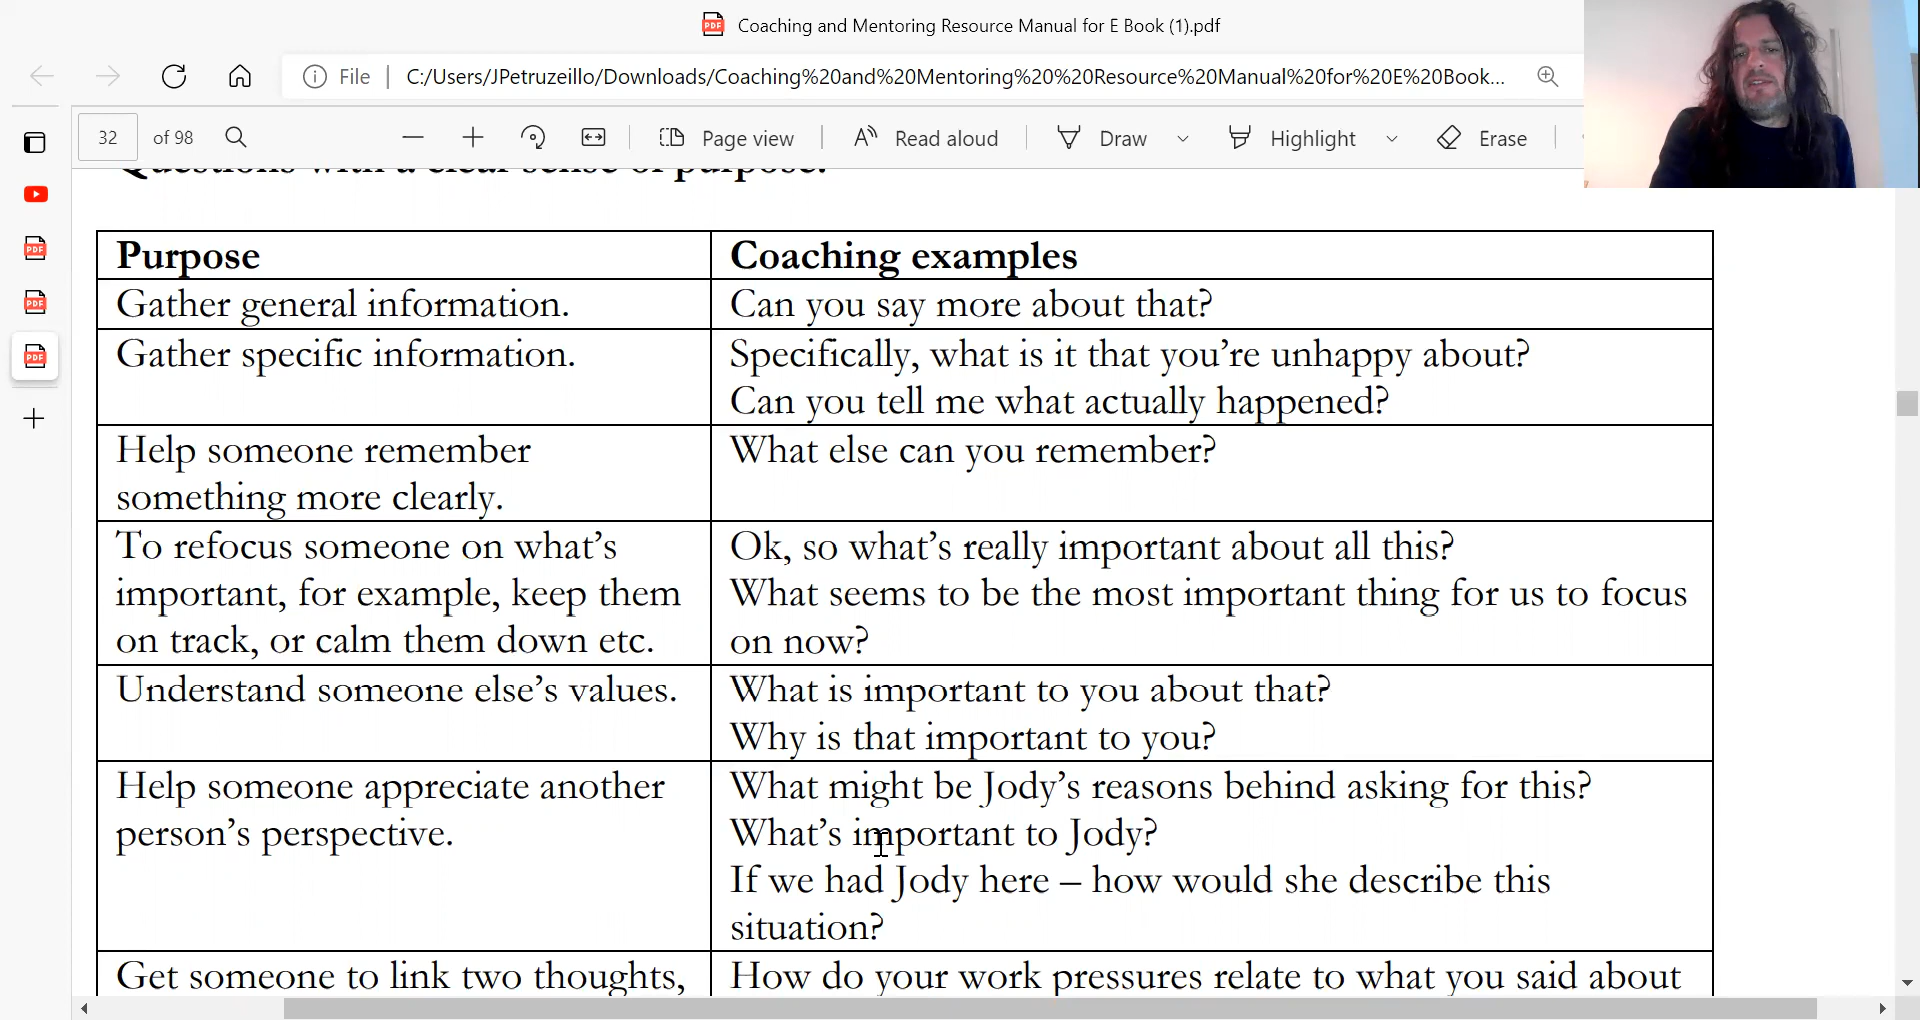 Coaching and Mentoring Resource Manual for E Book (1).pdf
File
C:/Users/JPetruzeillo/Downloads/Coaching%20and%20Mentoring%20%20Resource%20Manual%20for%20E%20Book...
32 of 98
Page view
Read aloud
Draw
Highlight
Erase
Questions with a clear sense of purpose.
Purpose
Coaching examples
Gather general information.
Can you say more about that?
Gather specific information.
Specifically, what is it that you’re unhappy about?
Can you tell me what actually happened?
Help someone remember
something more clearly.
What else can you remember?
To refocus someone on what’s
important, for example, keep them
on track, or calm them down etc.
Ok, so what’s really important about all this?
What seems to be the most important thing for us to focus
on now?
Understand someone else’s values.
What is important to you about that?
Why is that important to you?
Help someone appreciate another
person’s perspective.
What might be Jody’s reasons behind asking for this?
What’s important to Jody?
If we had Jody here – how would she describe this
situation?
Get someone to link two thoughts,
How do your work pressures relate to what you said about